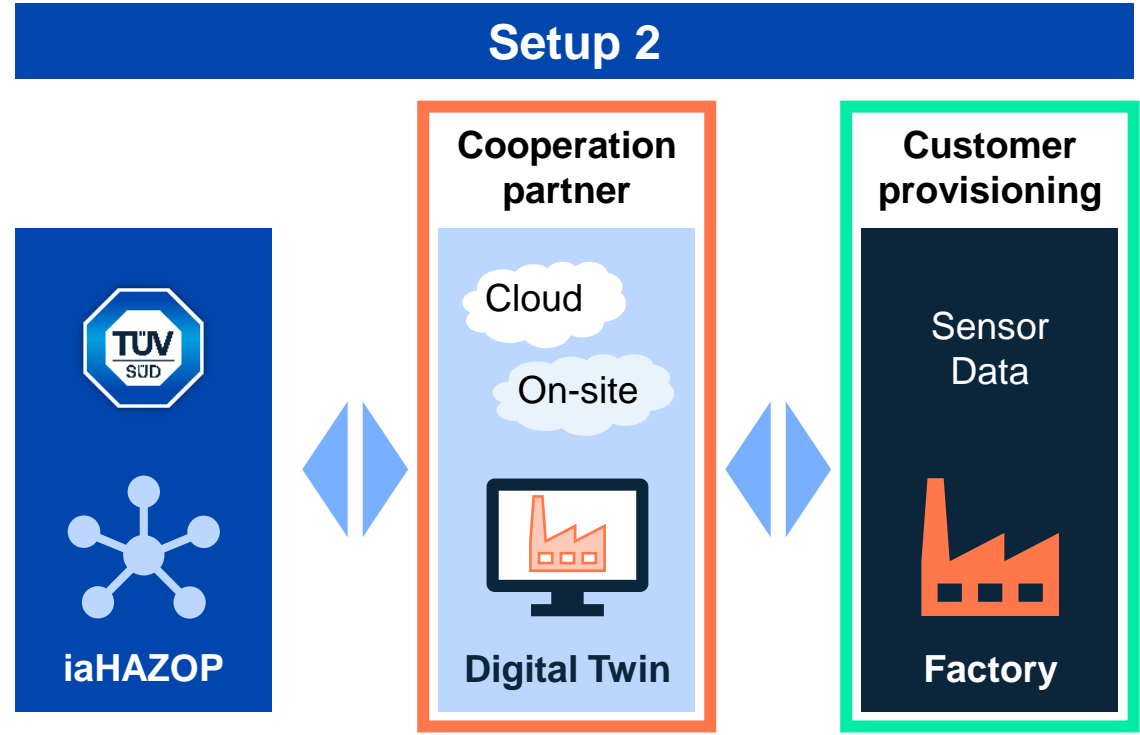 Setup 2
Cooperation
partner
Customer
provisioning
TÜV
SÜD
iaHAZOP
Cloud
On-site
Digital Twin
Sensor
Data
Factory